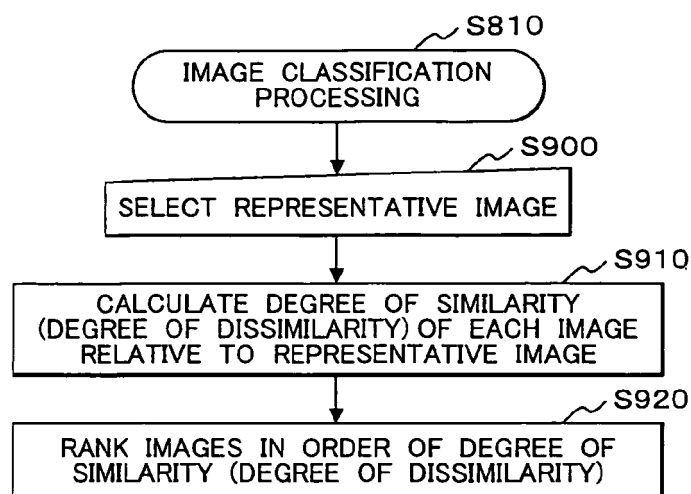 S810
IMAGE CLASSIFICATION
PROCESSING
S900
SELECT REPRESENTATIVE IMAGE
S910
CALCULATE DEGREE OF SIMILARITY
(DEGREE OF DISSIMILARITY) OF EACH IMAGE
RELATIVE TO REPRESENTATIVE IMAGE
S920
RANK IMAGES IN ORDER OF DEGREE OF
SIMILARITY (DEGREE OF DISSIMILARITY)